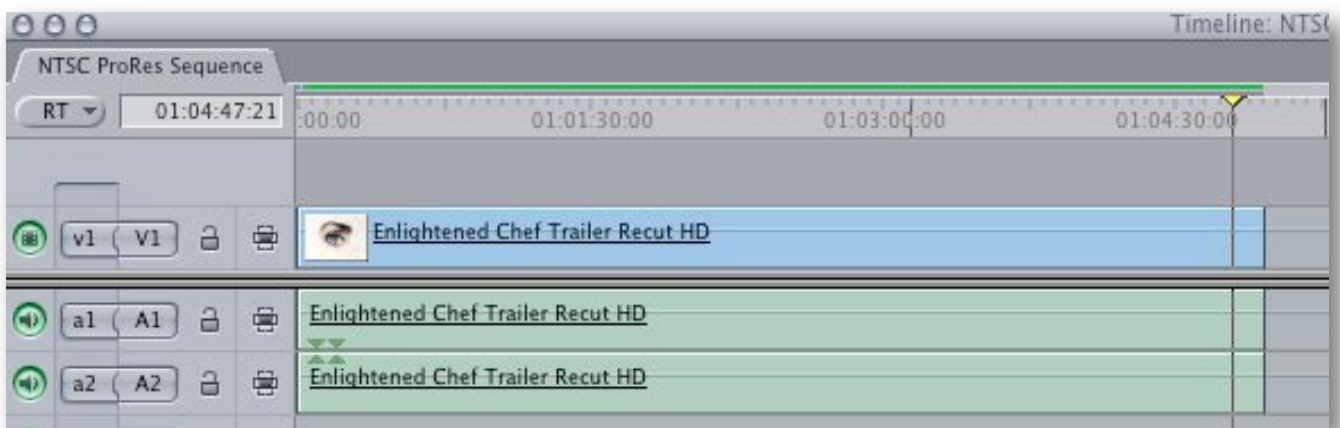 Timeline: NTS
NTSC ProRes Sequence
RT 01:04:47:21 :00:00 01:01:30:00 01:03:00:00 01:04:30:00
v1 V1 Enlightened Chef Trailer Recut HD
a1 A1 Enlightened Chef Trailer Recut HD
a2 A2 Enlightened Chef Trailer Recut HD